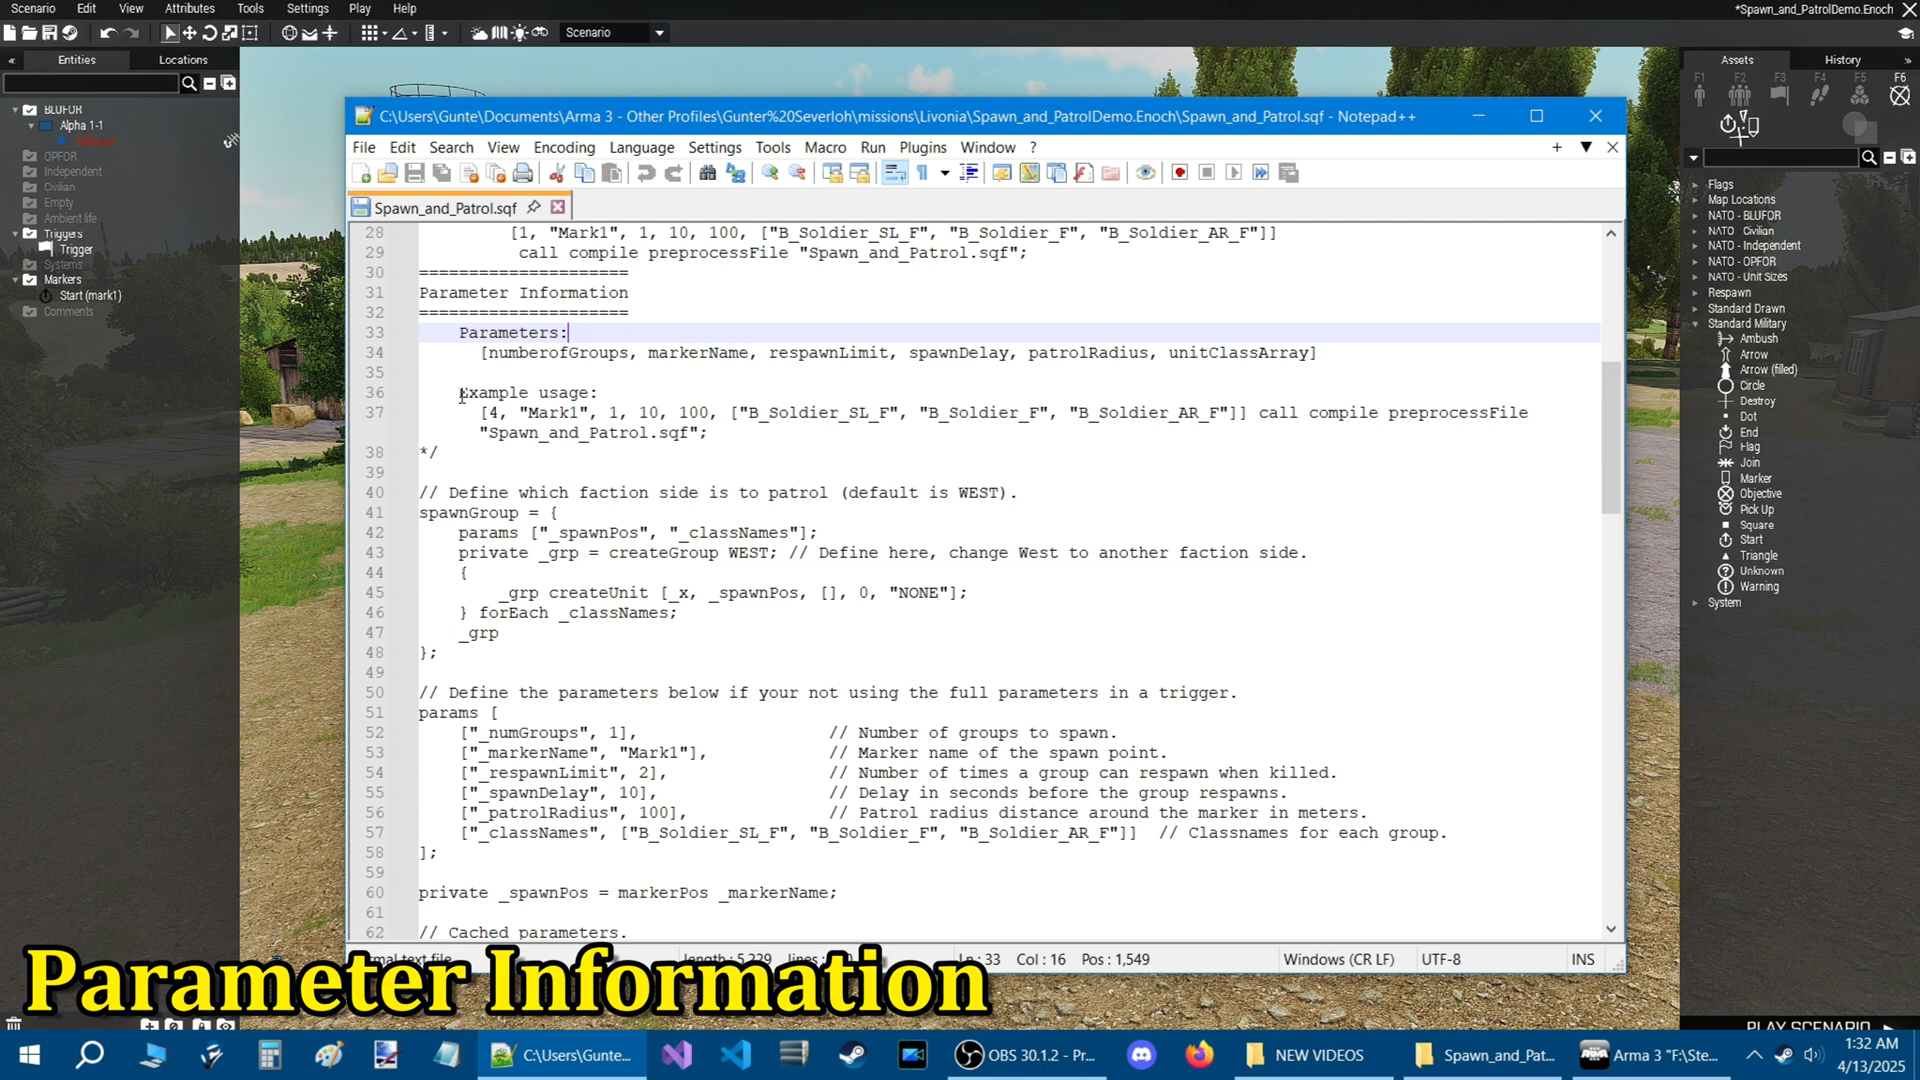 Scenario Edit View Attributes Tools Settings Play Help
*Spawn_and_PatrolDemo.Enoch
Scenario
Entities Locations
Assets History
F1 F2 F3 F4 F5 F6
BLUFOR
Alpha 1-1
OPFOR
Independent
Civilian
Empty
Ambient life
Triggers
Trigger
Systems
Markers
Start (mark1)
Comments
C:\Users\Gunte\Documents\Arma 3 - Other Profiles\Gunter%20Severloh\missions\Livonia\Spawn_and_PatrolDemo.Enoch\Spawn_and_Patrol.sqf - Notepad++
File Edit Search View Encoding Language Settings Tools Macro Run Plugins Window ?
Spawn_and_Patrol.sqf
28 [1, "Mark1", 1, 10, 100, ["B_Soldier_SL_F", "B_Soldier_F", "B_Soldier_AR_F"]]
29 call compile preprocessFile "Spawn_and_Patrol.sqf";
30 =====================
31 Parameter Information
32 =====================
33 Parameters:
34 [numberofGroups, markerName, respawnLimit, spawnDelay, patrolRadius, unitClassArray]
35
36 Example usage:
37 [4, "Mark1", 1, 10, 100, ["B_Soldier_SL_F", "B_Soldier_F", "B_Soldier_AR_F"]] call compile preprocessFile
"Spawn_and_Patrol.sqf";
38 */
39
40 // Define which faction side is to patrol (default is WEST).
41 spawnGroup = {
42 params ["_spawnPos", "_classNames"];
43 private _grp = createGroup WEST; // Define here, change West to another faction side.
44 {
45 _grp createUnit [_x, _spawnPos, [], 0, "NONE"];
46 } forEach _classNames;
47 _grp
48 };
49
50 // Define the parameters below if your not using the full parameters in a trigger.
51 params [
52 ["_numGroups", 1], // Number of groups to spawn.
53 ["_markerName", "Mark1"], // Marker name of the spawn point.
54 ["_respawnLimit", 2], // Number of times a group can respawn when killed.
55 ["_spawnDelay", 10], // Delay in seconds before the group respawns.
56 ["_patrolRadius", 100], // Patrol radius distance around the marker in meters.
57 ["_classNames", ["B_Soldier_SL_F", "B_Soldier_F", "B_Soldier_AR_F"]] // Classnames for each group.
58 ];
59
60 private _spawnPos = markerPos _markerName;
61
62 // Cached parameters.
length : 5,229 lines : Ln : 33 Col : 16 Pos : 1,549 Windows (CR LF) UTF-8 INS
Flags
Map Locations
NATO - BLUFOR
NATO - Civilian
NATO - Independent
NATO - OPFOR
NATO - Unit Sizes
Respawn
Standard Drawn
Standard Military
Ambush
Arrow
Arrow (filled)
Circle
Destroy
Dot
End
Flag
Join
Marker
Objective
Pick Up
Square
Start
Triangle
Unknown
Warning
System
Parameter Information
PLAY SCENARIO
C:\Users\Gunte...
OBS 30.1.2 - Pr...
NEW VIDEOS
Spawn_and_Pat...
Arma 3 "F:\Ste...
1:32 AM
4/13/2025